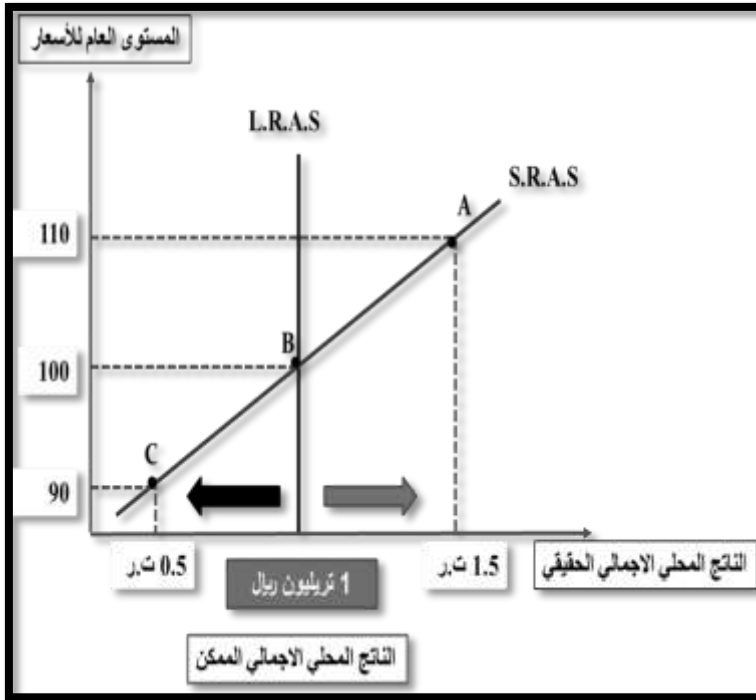 المستوى العام للأسعار
L.R.A.S
S.R.A.S
A
110
B
100
C
90
0.5 ت.ر
1 تريليون ريال
1.5 ت.ر
الناتج المحلي الاجمالي الحقيقي
الناتج المحلي الاجمالي الممكن